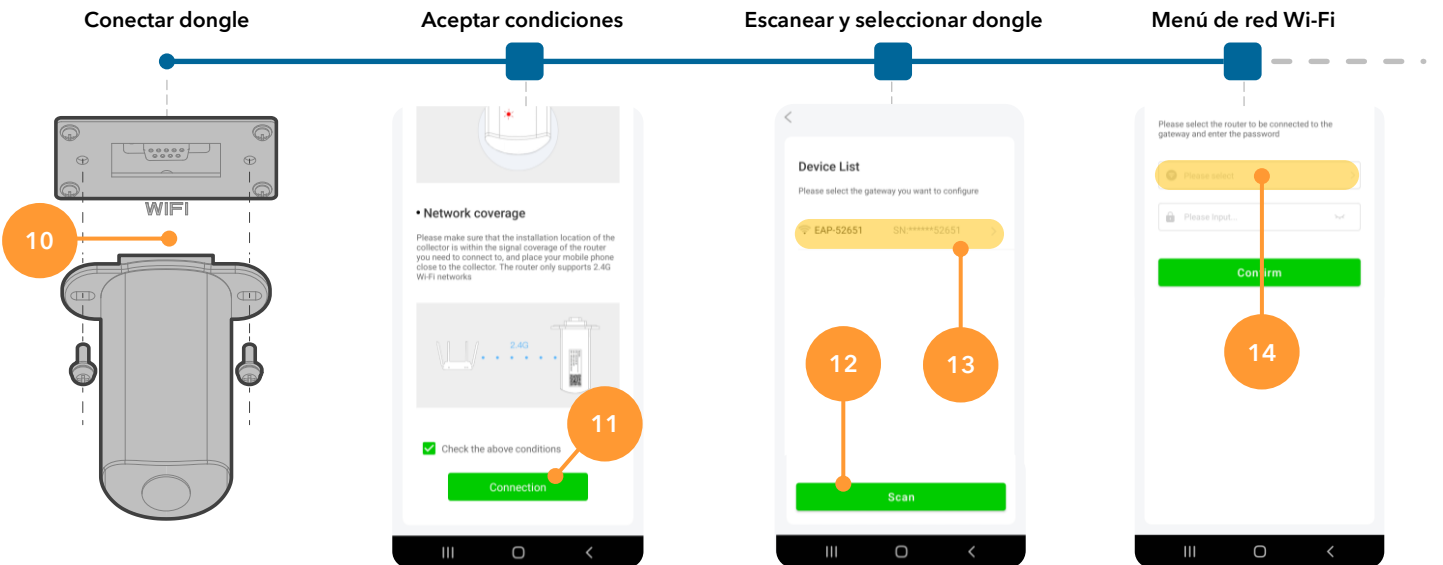 Conectar dongle
Aceptar condiciones
Escanear y seleccionar dongle
Menú de red Wi-Fi
WIFI
10
• Network coverage
Please make sure that the installation location of the
collector is within the signal coverage of the router
you need to connect to, and place your mobile phone
close to the collector. The router only supports 2.4G
Wi-Fi networks
2.4G
11
Check the above conditions
Connection
Device List
Please select the gateway you want to configure
EAP-52651 SN:******52651
12
13
Scan
Please select the router to be connected to the
gateway and enter the password
Please select
Please Input...
Confirm
14